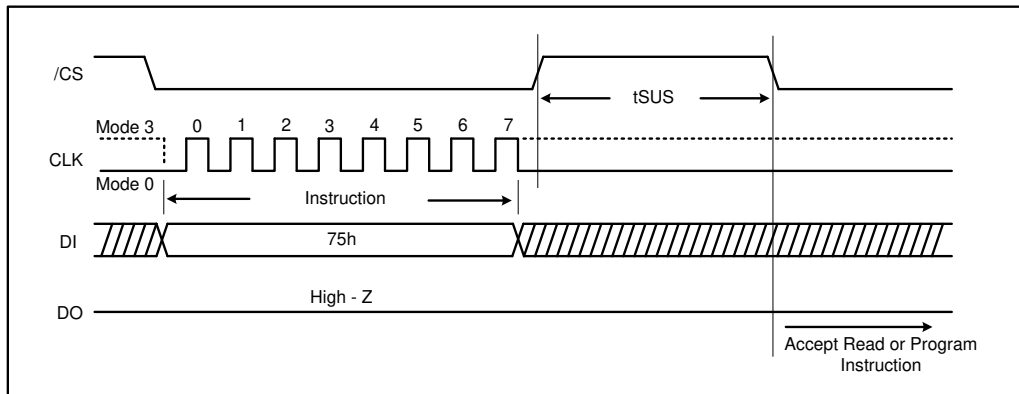 /CS
tSUS
Mode 3
0 1 2 3 4 5 6 7
CLK
Mode 0
Instruction
DI
75h
High - Z
DO
Accept Read or Program
Instruction